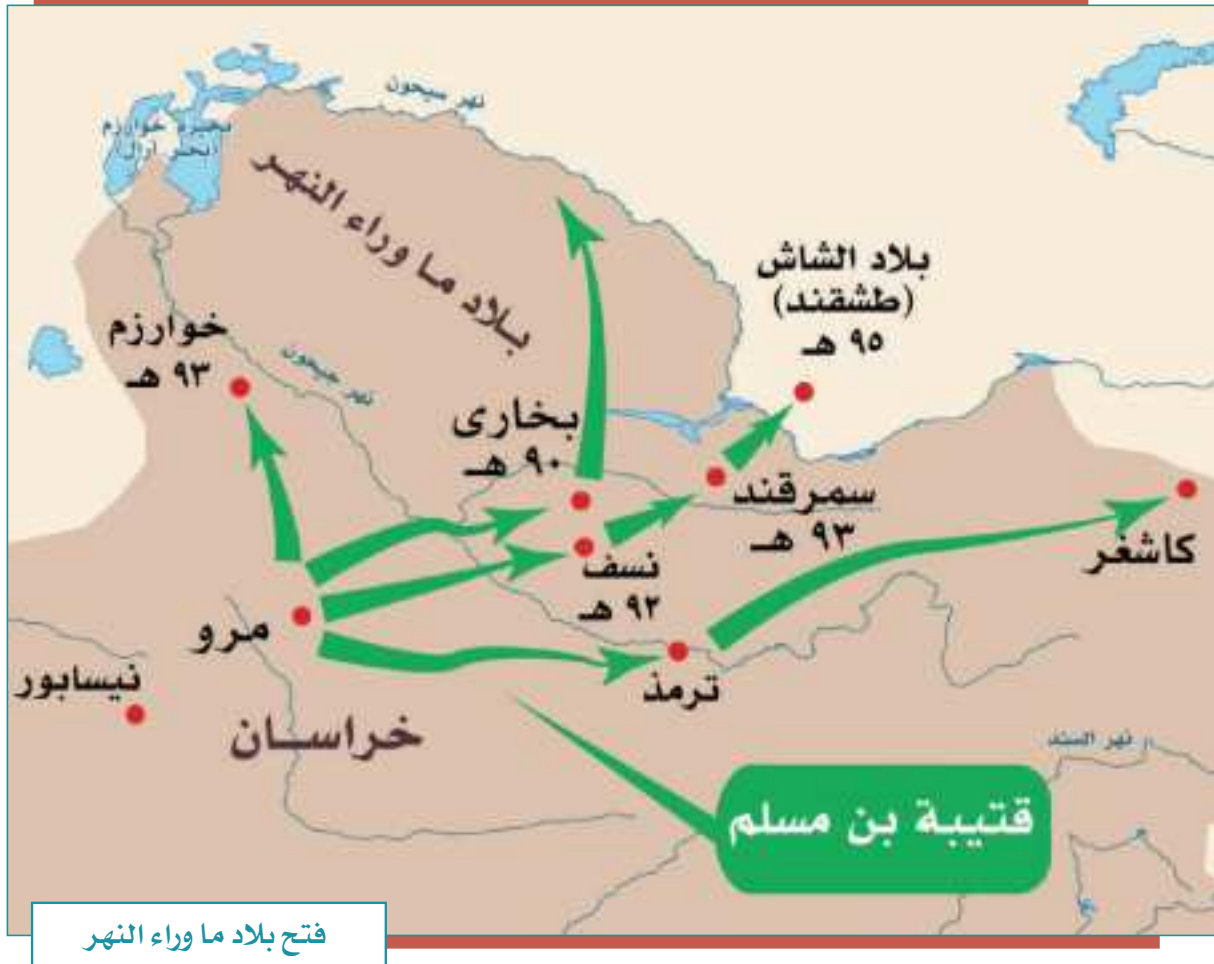 نهر سيحون
بحيرة خوارزم
(بحر آرال)
بلاد ما وراء النهر
بلاد الشاش
(طشقند)
٩٥ هـ
خوارزم
٩٣ هـ
نهر جيحون
بخارى
٩٠ هـ
سمرقند
٩٣ هـ
كاشغر
نسف
٩٢ هـ
مرو
ترمذ
نيسابور
خراسان
نهر السند
قتيبة بن مسلم
فتح بلاد ما وراء النهر